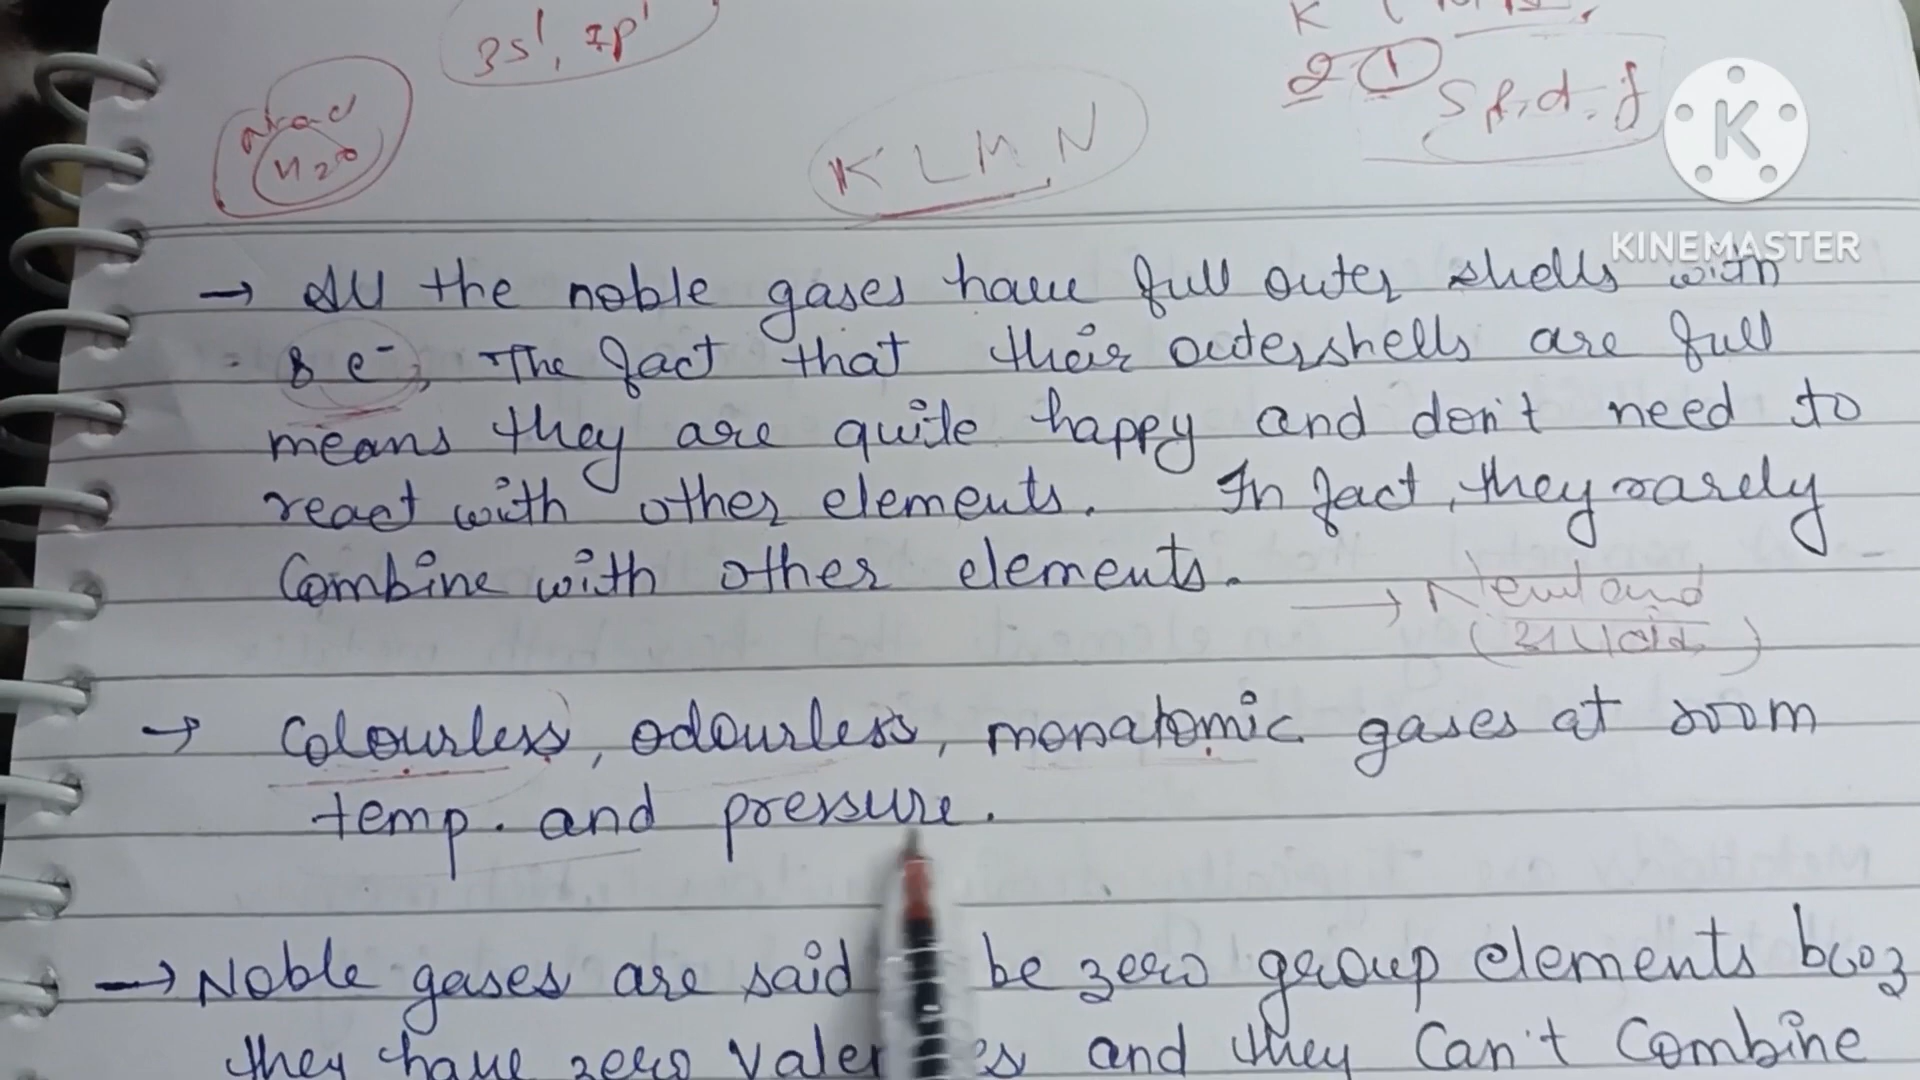 3s¹, 2p¹
K L M N
2 1
s p, d, f
K
KINEMASTER
→ All the noble gases have full outer shells with
8 e⁻, The fact that their outershells are full
means they are quite happy and don't need to
react with other elements. In fact, they rarely
Combine with other elements.
→ Newland
→ Colourless, odourless, monatomic gases at room
temp. and pressure.
→ Noble gases are said be zero group elements bcoz
they have zero and they Can't Combine